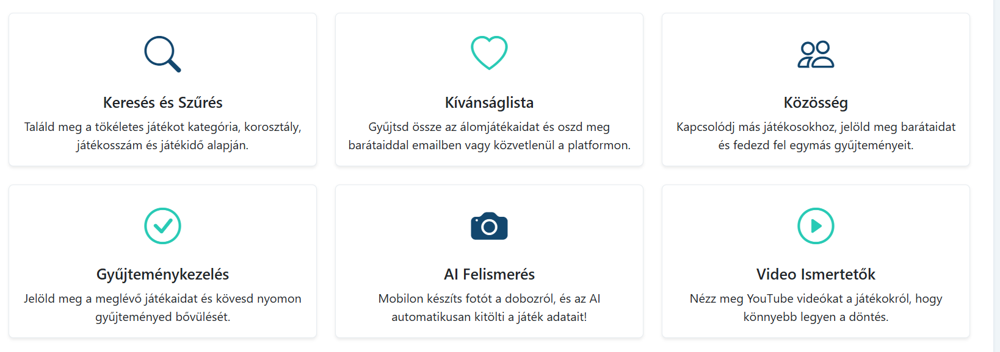 Keresés és Szűrés
Találd meg a tökéletes játékot kategória, korosztály,
játékosszám és játékidő alapján.
Kívánságlista
Gyűjtsd össze az álomjátékaidat és oszd meg
barátaiddal emailben vagy közvetlenül a platformon.
Közösség
Kapcsolódj más játékosokhoz, jelöld meg barátaidat
és fedezd fel egymás gyűjteményeit.
Gyűjteménykezelés
Jelöld meg a meglévő játékaidat és kövesd nyomon
gyűjteményed bővülését.
AI Felismerés
Mobilon készíts fotót a dobozról, és az AI
automatikusan kitölti a játék adatait!
Video Ismertetők
Nézz meg YouTube videókat a játékokról, hogy
könnyebb legyen a döntés.